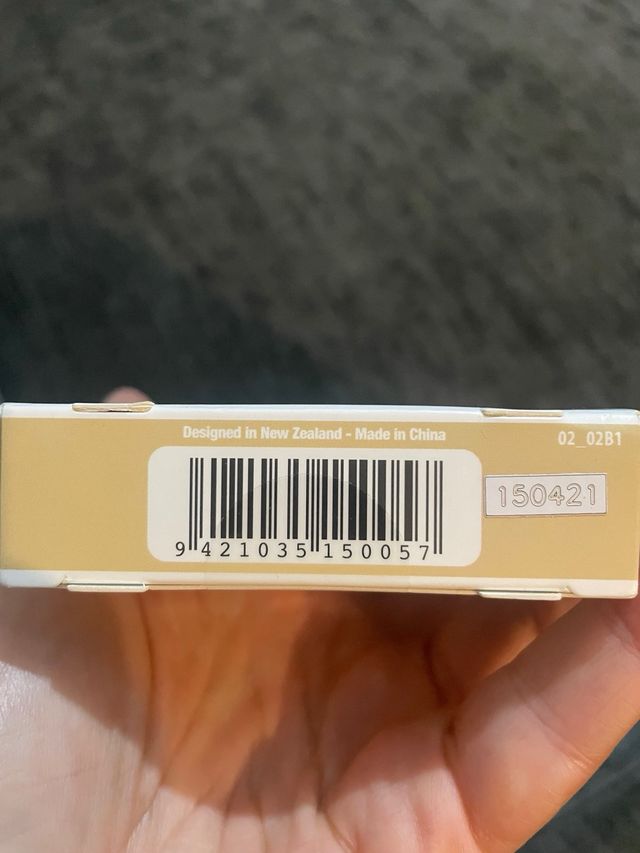 Designed in New Zealand - Made in China
02_02B1
150421
9 421035 150057